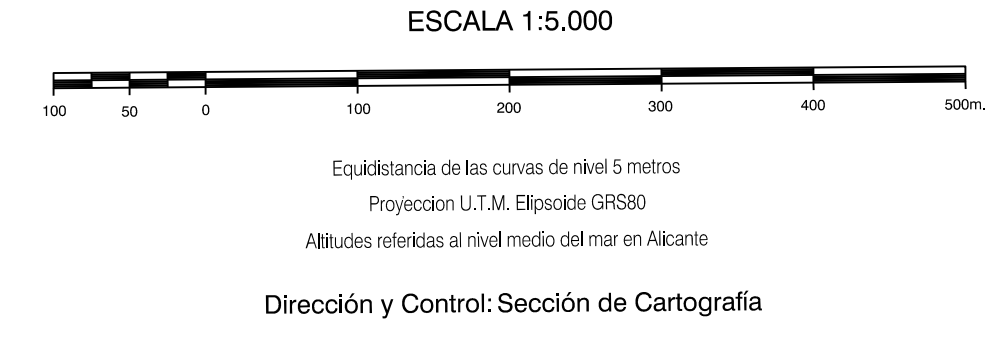 ESCALA 1:5.000
100 50 0 100 200 300 400 500m.
Equidistancia de las curvas de nivel 5 metros
Proyeccion U.T.M. Elipsoide GRS80
Altitudes referidas al nivel medio del mar en Alicante
Dirección y Control: Sección de Cartografía